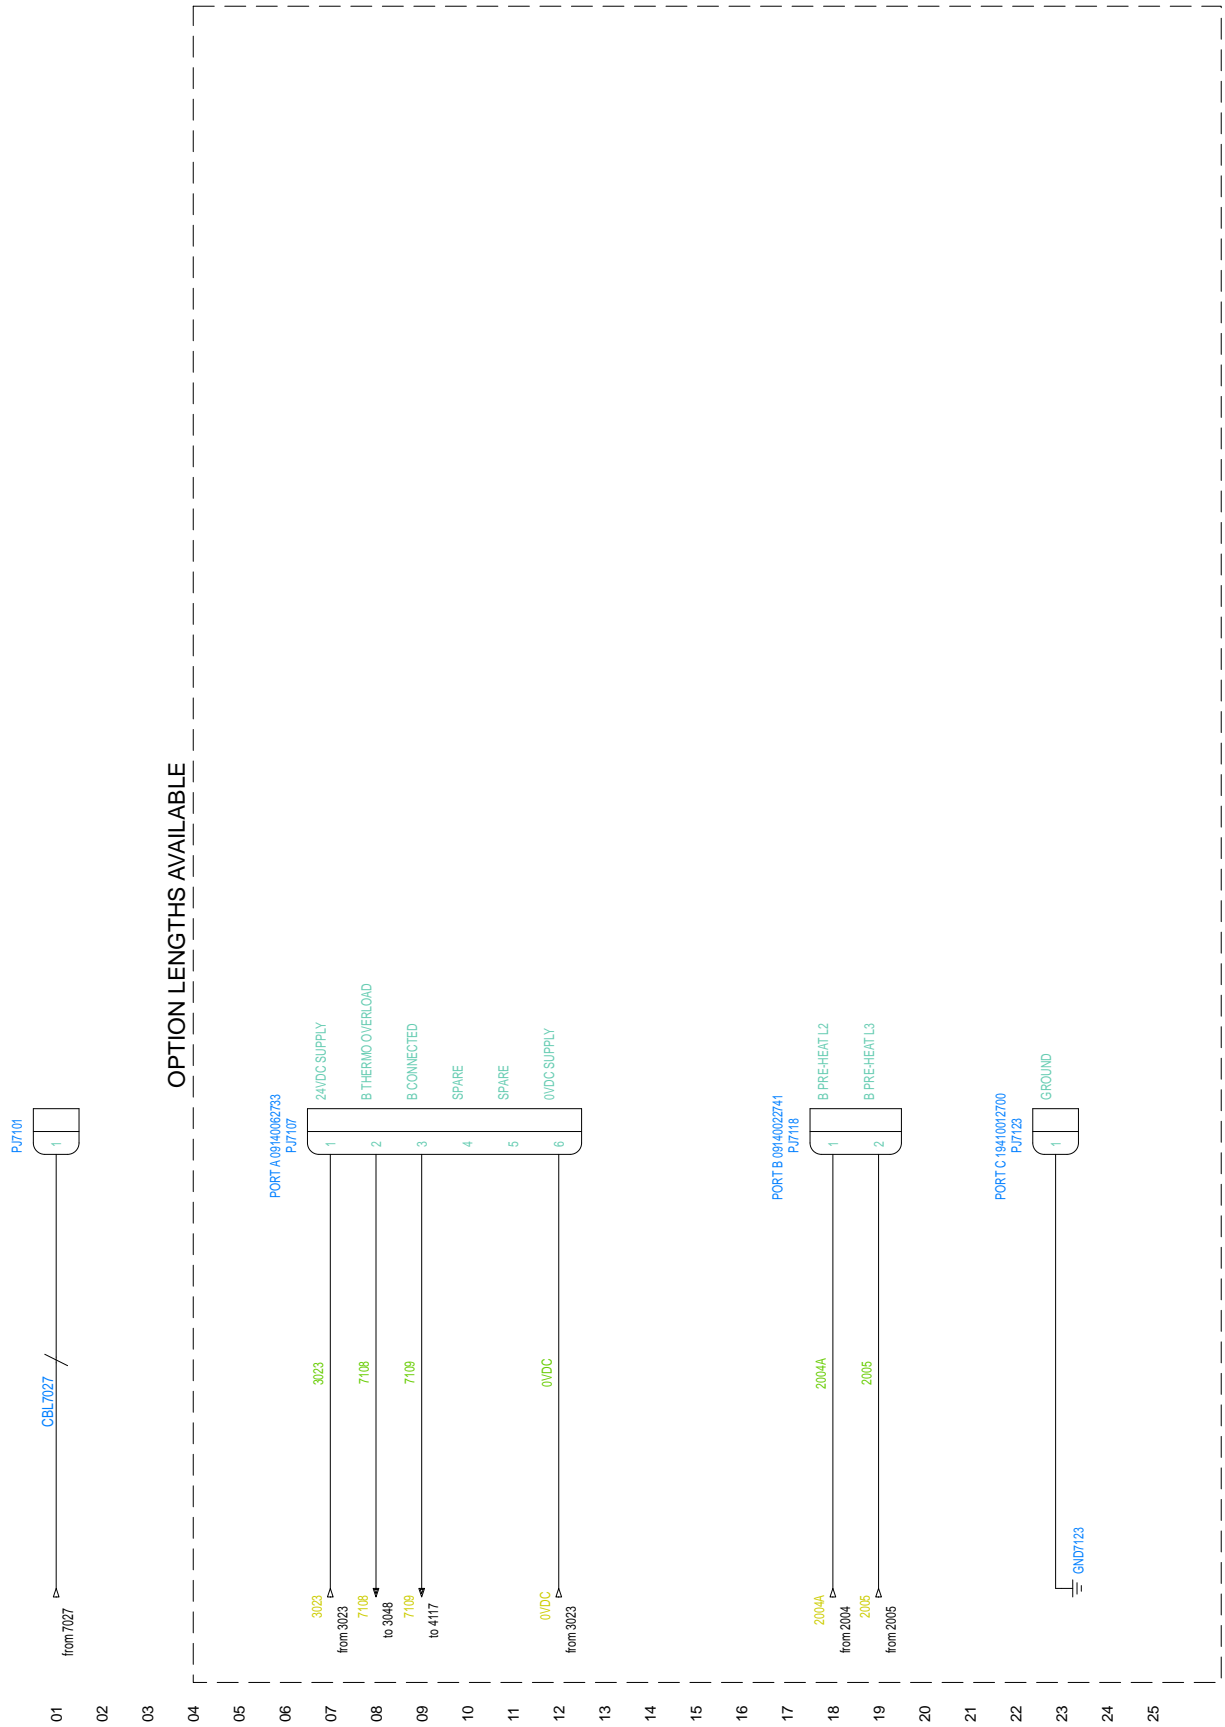 01
from 7027
CBL7027
1
PJ7101
02
03
OPTION LENGTHS AVAILABLE
04
05
06
PORT A 09140062733
PJ7107
07
3023
from 3023
3023
1
24VDC SUPPLY
08
7108
to 3048
7108
2
B THERMO OVERLOAD
09
7109
to 4117
7109
3
B CONNECTED
10
4
SPARE
11
5
SPARE
12
0VDC
from 3023
0VDC
6
0VDC SUPPLY
13
14
15
16
17
PORT B 09140022741
PJ7118
18
2004A
from 2004
2004A
1
B PRE-HEAT L2
19
2005
from 2005
2005
2
B PRE-HEAT L3
20
21
22
PORT C 19410012700
PJ7123
23
GND7123
1
GROUND
24
25